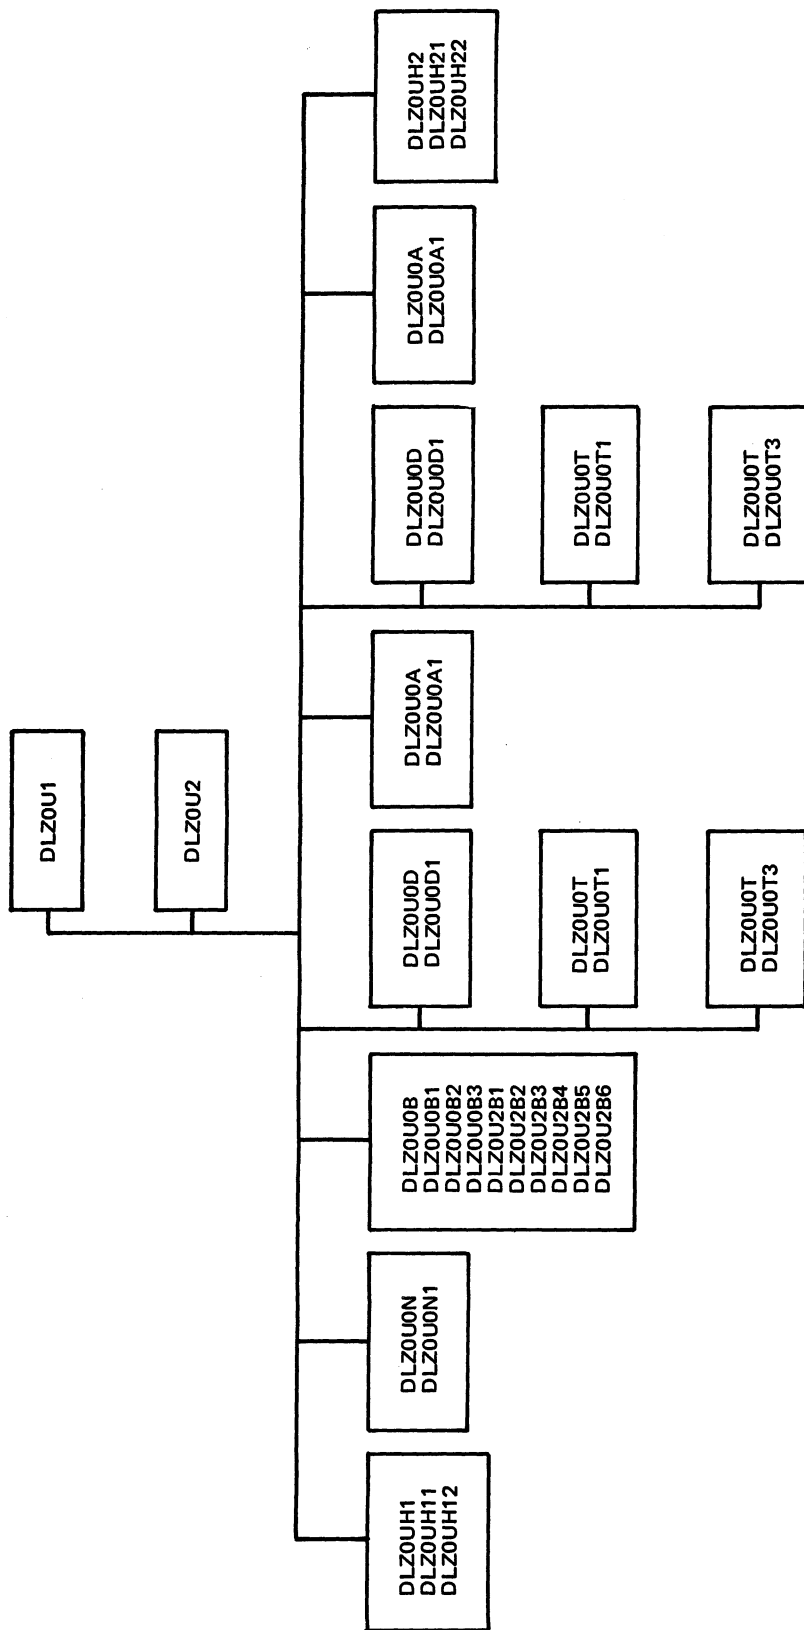 DLZ0U1
DLZ0U2
DLZ0UH1
DLZ0UH11
DLZ0UH12
DLZ0U0N
DLZ0U0N1
DLZ0U0B
DLZ0U0B1
DLZ0U0B2
DLZ0U0B3
DLZ0U2B1
DLZ0U2B2
DLZ0U2B3
DLZ0U2B4
DLZ0U2B5
DLZ0U2B6
DLZ0U0D
DLZ0U0D1
DLZ0U0T
DLZ0U0T1
DLZ0U0T
DLZ0U0T3
DLZ0U0A
DLZ0U0A1
DLZ0U0D
DLZ0U0D1
DLZ0U0T
DLZ0U0T1
DLZ0U0T
DLZ0U0T3
DLZ0U0A
DLZ0U0A1
DLZ0UH2
DLZ0UH21
DLZ0UH22